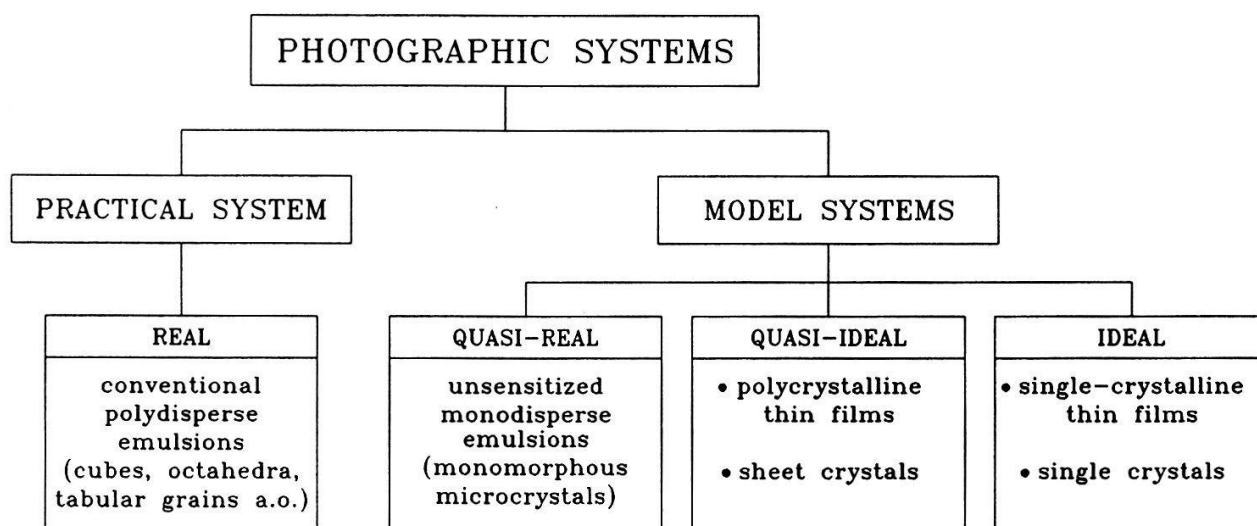 PHOTOGRAPHIC SYSTEMS
PRACTICAL SYSTEM
MODEL SYSTEMS
REAL
conventional
polydisperse
emulsions
(cubes, octahedra,
tabular grains a.o.)
QUASI-REAL
unsensitized
monodisperse
emulsions
(monomorphous
microcrystals)
QUASI-IDEAL
• polycrystalline
thin films
• sheet crystals
IDEAL
• single-crystalline
thin films
• single crystals